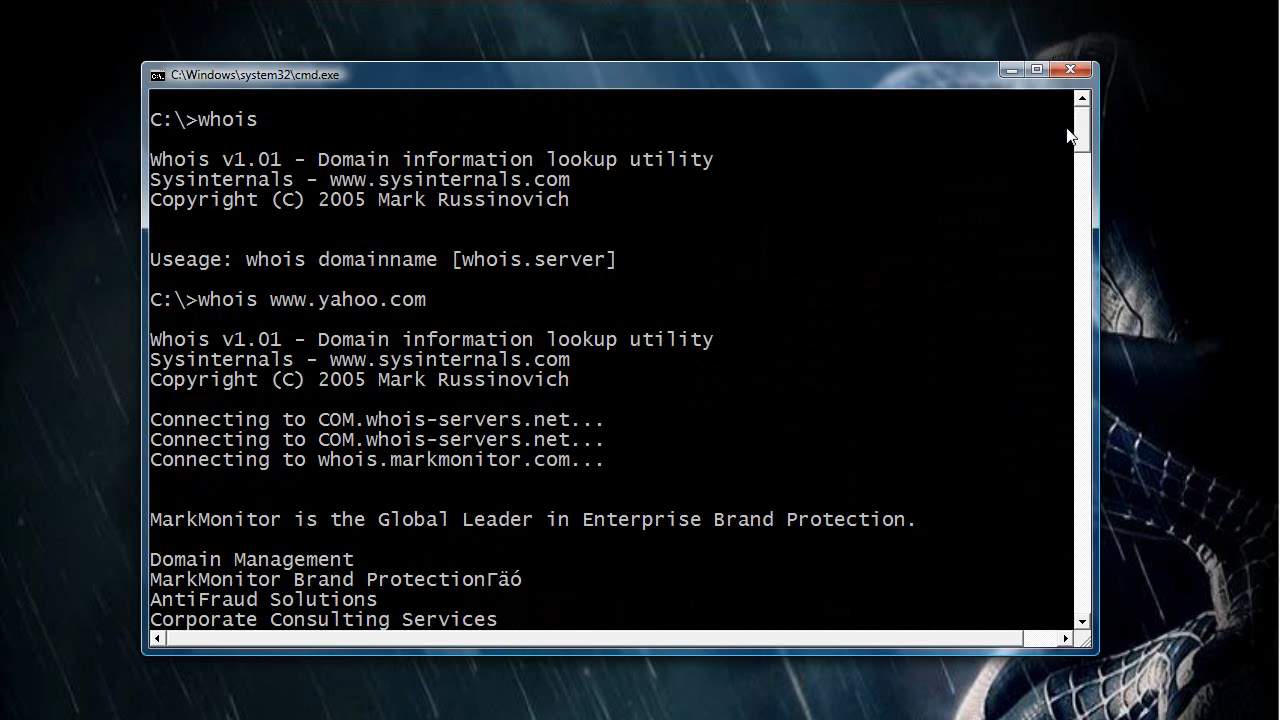 C:\Windows\system32\cmd.exe
C:\>whois
Whois v1.01 - Domain information lookup utility
Sysinternals - www.sysinternals.com
Copyright (C) 2005 Mark Russinovich
Useage: whois domainname [whois.server]
C:\>whois www.yahoo.com
Whois v1.01 - Domain information lookup utility
Sysinternals - www.sysinternals.com
Copyright (C) 2005 Mark Russinovich
Connecting to COM.whois-servers.net...
Connecting to COM.whois-servers.net...
Connecting to whois.markmonitor.com...
MarkMonitor is the Global Leader in Enterprise Brand Protection.
Domain Management
MarkMonitor Brand ProtectionΓäó
AntiFraud Solutions
Corporate Consulting Services